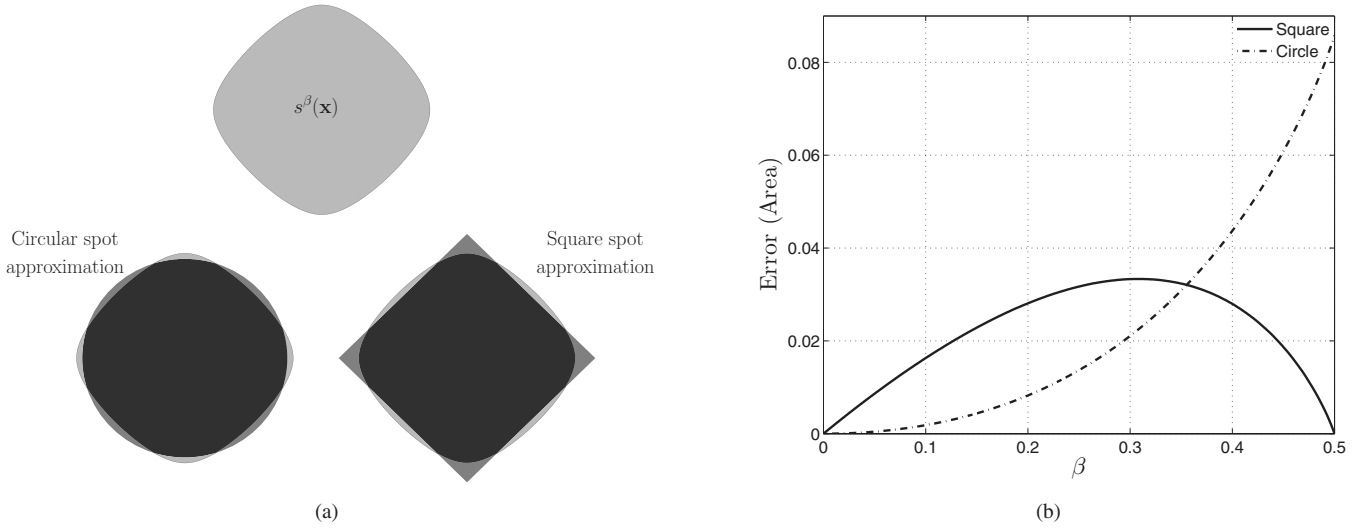 s^β(x)
Circular spot
approximation
Square spot
approximation
(a)
Error (Area)
0.08
0.06
0.04
0.02
0
0
0.1
0.2
0.3
0.4
0.5
β
Square
Circle
(b)